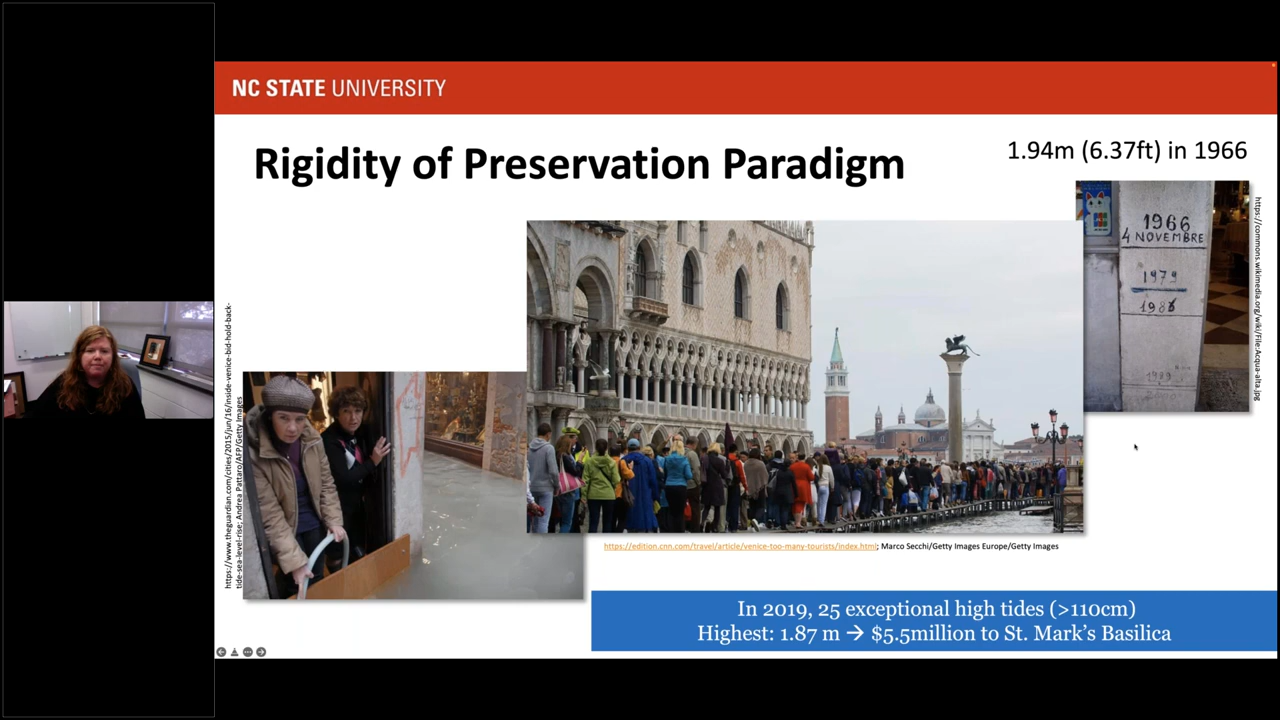 NC STATE UNIVERSITY
Rigidity of Preservation Paradigm
1.94m (6.37ft) in 1966
1966
4 NOVEMBRE
1979
1986
https://commons.wikimedia.org/wiki/File:Acqua-alta.jpg
https://www.theguardian.com/cities/2015/jun/16/inside-venice-bid-hold-back-
tide-sea-level-rise; Andrea Pattaro/AFP/Getty Images
https://edition.cnn.com/travel/article/venice-too-many-tourists/index.html; Marco Secchi/Getty Images Europe/Getty Images
In 2019, 25 exceptional high tides (>110cm)
Highest: 1.87 m → $5.5million to St. Mark's Basilica